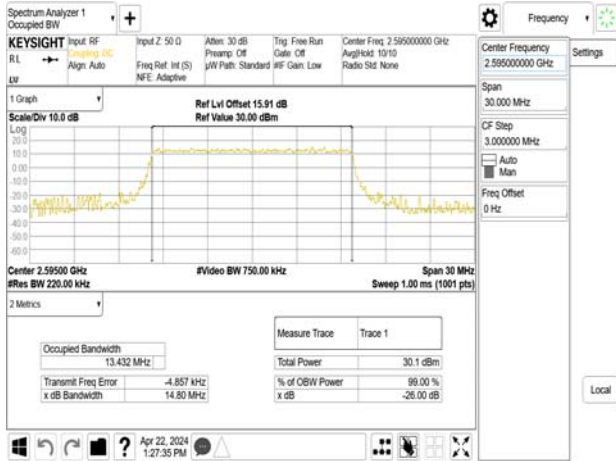 Spectrum Analyzer 1
Occupied BW
Frequency
KEYSIGHT
Input: RF
Coupling: DC
Align: Auto
RL
Input Z: 50 Ω
Freq Ref: Int (S)
NFE: Adaptive
Atten: 30 dB
Preamp: Off
µW Path: Standard
Trig: Free Run
Gate: Off
#IF Gain: Low
Center Freq: 2.595000000 GHz
Avg|Hold: 10/10
Radio Std: None
Center Frequency
2.595000000 GHz
Settings
Span
30.000 MHz
CF Step
3.000000 MHz
Auto
Man
Freq Offset
0 Hz
Local
1 Graph
Scale/Div 10.0 dB
Ref Lvl Offset 15.91 dB
Ref Value 30.00 dBm
Log
20.0
10.0
0.00
-10.0
-20.0
-30.0
-40.0
-50.0
-60.0
Center 2.59500 GHz
#Video BW 750.00 kHz
Span 30 MHz
#Res BW 220.00 kHz
Sweep 1.00 ms (1001 pts)
2 Metrics
Measure Trace
Trace 1
Occupied Bandwidth
13.432 MHz
Total Power
30.1 dBm
Transmit Freq Error
-4.857 kHz
% of OBW Power
99.00 %
x dB Bandwidth
14.80 MHz
x dB
-26.00 dB
Apr 22, 2024
1:27:35 PM